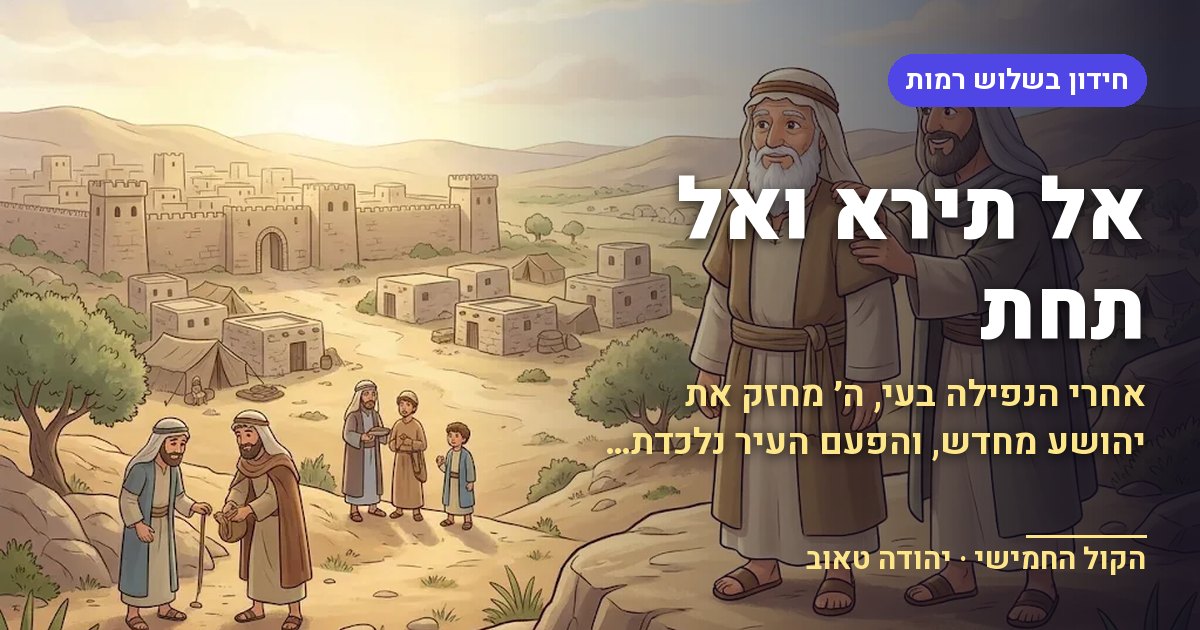 חידון בשלוש רמות
אל תירא ואל
תחת
אחרי הנפילה בעי, ה׳ מחזק את
יהושע מחדש, והפעם העיר נלכדת...
הקול החמישי · יהודה טאוב